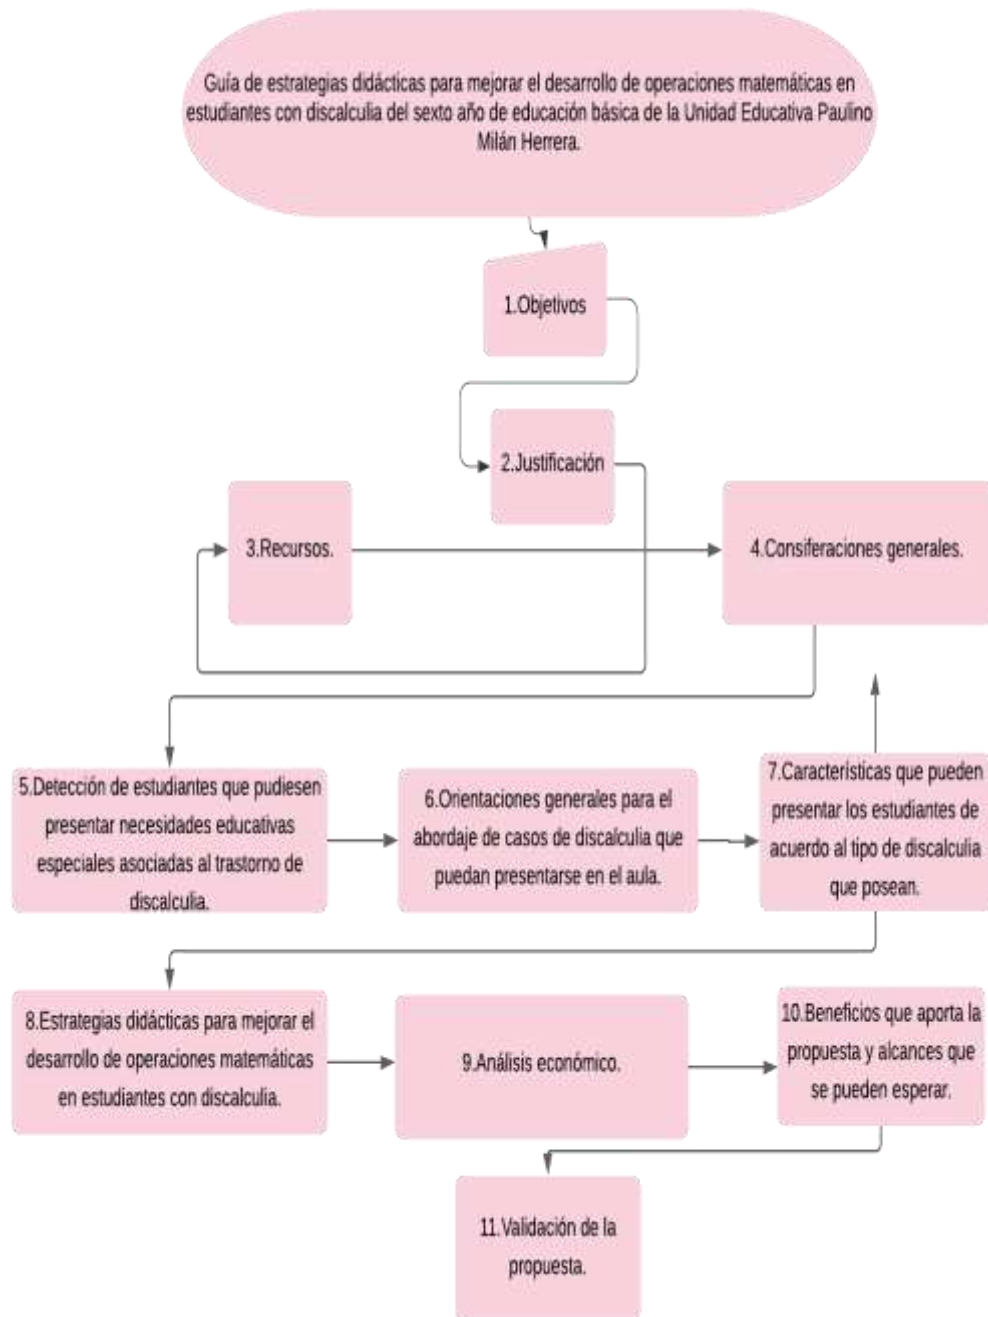 Guía de estrategias didácticas para mejorar el desarrollo de operaciones matemáticas en
estudiantes con discalculia del sexto año de educación básica de la Unidad Educativa Paulino
Milán Herrera.
1.Objetivos
2.Justificación
3.Recursos.
4.Consiferaciones generales.
5.Detección de estudiantes que pudiesen
presentar necesidades educativas
especiales asociadas al trastorno de
discalculia.
6.Orientaciones generales para el
abordaje de casos de discalculia que
puedan presentarse en el aula.
7.Características que pueden
presentar los estudiantes de
acuerdo al tipo de discalculia
que posean.
8.Estrategias didácticas para mejorar el
desarrollo de operaciones matemáticas
en estudiantes con discalculia.
9.Análisis económico.
10.Beneficios que aporta la
propuesta y alcances que
se pueden esperar.
11.Validación de la
propuesta.